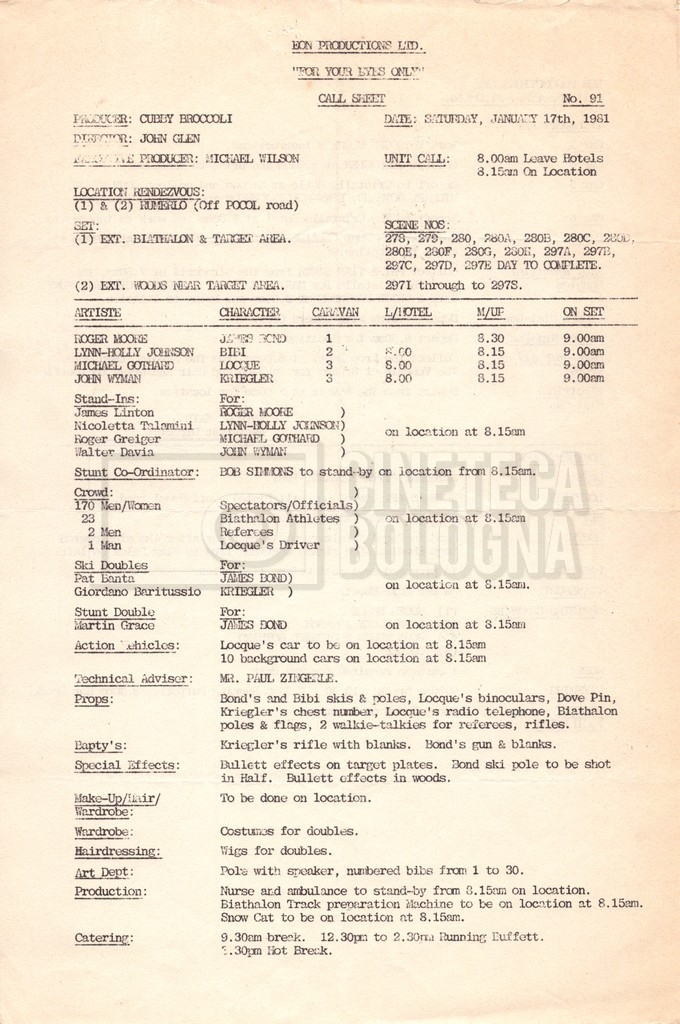 EON PRODUCTIONS LTD.
"FOR YOUR EYES ONLY"
CALL SHEET No. 91
PRODUCER: CUBBY BROCCOLI DATE: SATURDAY, JANUARY 17th, 1981
DIRECTOR: JOHN GLEN
EXECUTIVE PRODUCER: MICHAEL WILSON UNIT CALL: 8.00am Leave Hotels
8.15am On Location
LOCATION RENDEZVOUS:
(1) & (2) RUMERLO (Off POCOL road)
SET: SCENE NOS:
(1) EXT. BIATHALON & TARGET AREA. 278, 279, 280, 280A, 280B, 280C, 280D,
280E, 280F, 280G, 280H, 297A, 297B,
297C, 297D, 297E DAY TO COMPLETE.
(2) EXT. WOODS NEAR TARGET AREA. 297I through to 297S.
ARTISTE CHARACTER CARAVAN L/HOTEL M/UP ON SET
ROGER MOORE JAMES BOND 1 8.30 9.00am
LYNN-HOLLY JOHNSON BIBI 2 8.00 8.15 9.00am
MICHAEL GOTHARD LOCQUE 3 8.00 8.15 9.00am
JOHN WYMAN KRIEGLER 3 8.00 8.15 9.00am
Stand-Ins: For:
James Linton ROGER MOORE )
Nicoletta Talamini LYNN-HOLLY JOHNSON) on location at 8.15am
Roger Greiger MICHAEL GOTHARD )
Walter Davia JOHN WYMAN )
Stunt Co-Ordinator: BOB SIMMONS to stand-by on location from 8.15am.
Crowd: )
170 Men/Women Spectators/Officials)
23 Biathalon Athletes ) on location at 8.15am
2 Men Referees )
1 Man Locque's Driver )
Ski Doubles For:
Pat Banta JAMES BOND) on location at 8.15am.
Giordano Baritussio KRIEGLER )
Stunt Double For:
Martin Grace JAMES BOND on location at 8.15am
Action Vehicles: Locque's car to be on location at 8.15am
10 background cars on location at 8.15am
Technical Adviser: MR. PAUL ZINGERLE.
Props: Bond's and Bibi skis & poles, Locque's binoculars, Dove Pin,
Kriegler's chest number, Locque's radio telephone, Biathalon
poles & flags, 2 walkie-talkies for referees, rifles.
Bapty's: Kriegler's rifle with blanks. Bond's gun & blanks.
Special Effects: Bullett effects on target plates. Bond ski pole to be shot
in Half. Bullett effects in woods.
Make-Up/Hair/ To be done on location.
Wardrobe:
Wardrobe: Costumes for doubles.
Hairdressing: Wigs for doubles.
Art Dept: Pole with speaker, numbered bibs from 1 to 30.
Production: Nurse and ambulance to stand-by from 8.15am on location.
Biathalon Track preparation Machine to be on location at 8.15am.
Snow Cat to be on location at 8.15am.
Catering: 9.30am break. 12.30pm to 2.30pm Running Buffett.
Hot Break.
CINETECA
BOLOGNA